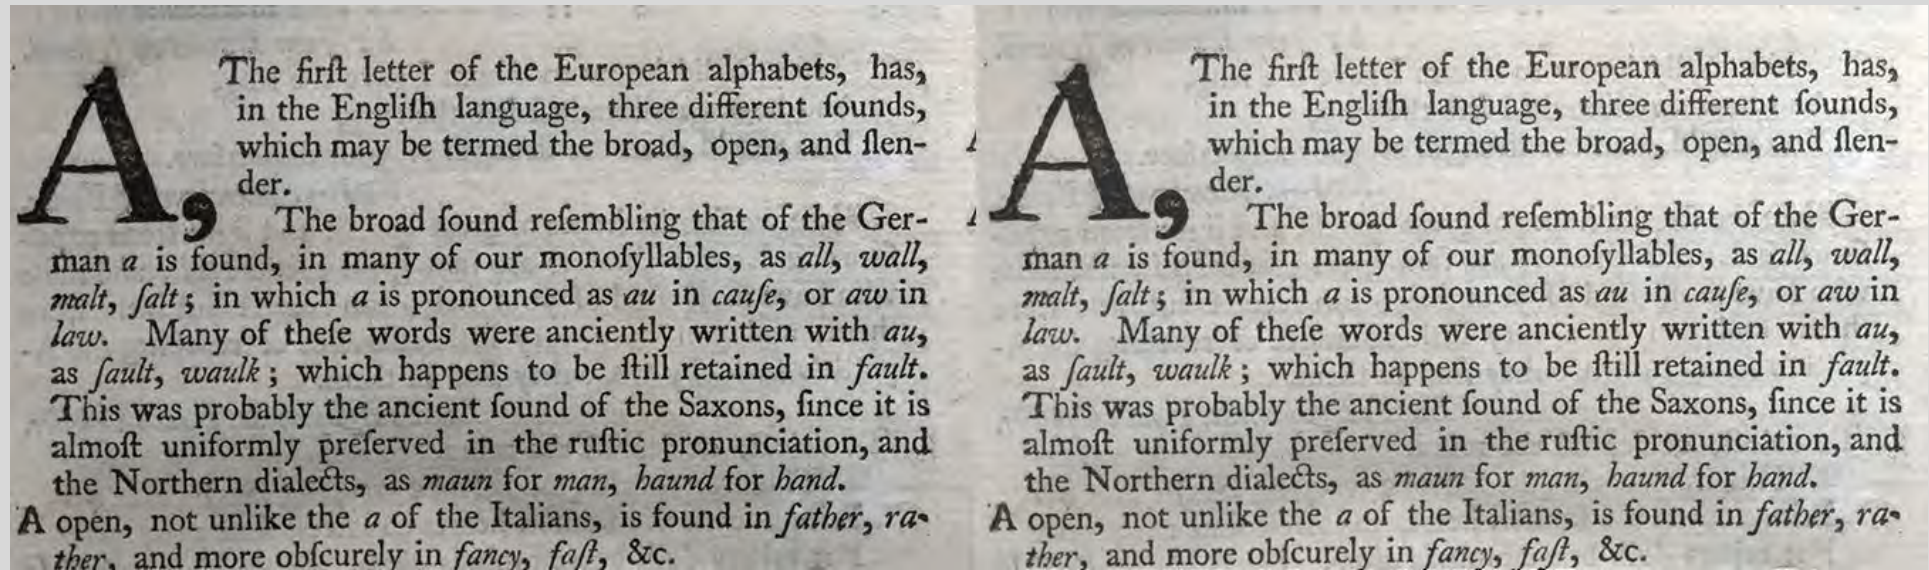 A,
The firſt letter of the European alphabets, has,
in the Engliſh language, three different ſounds,
which may be termed the broad, open, and ſlen-
der.
The broad ſound reſembling that of the Ger-
man a is found, in many of our monoſyllables, as all, wall,
malt, ſalt; in which a is pronounced as au in cauſe, or aw in
law. Many of theſe words were anciently written with au,
as ſault, waulk; which happens to be ſtill retained in fault.
This was probably the ancient ſound of the Saxons, ſince it is
almoſt uniformly preſerved in the ruſtic pronunciation, and
the Northern dialects, as maun for man, haund for hand.
A open, not unlike the a of the Italians, is found in father, ra-
ther, and more obſcurely in fancy, faſt, &c.
A,
The firſt letter of the European alphabets, has,
in the Engliſh language, three different ſounds,
which may be termed the broad, open, and ſlen-
der.
The broad ſound reſembling that of the Ger-
man a is found, in many of our monoſyllables, as all, wall,
malt, ſalt; in which a is pronounced as au in cauſe, or aw in
law. Many of theſe words were anciently written with au,
as ſault, waulk; which happens to be ſtill retained in fault.
This was probably the ancient ſound of the Saxons, ſince it is
almoſt uniformly preſerved in the ruſtic pronunciation, and
the Northern dialects, as maun for man, haund for hand.
A open, not unlike the a of the Italians, is found in father, ra-
ther, and more obſcurely in fancy, faſt, &c.